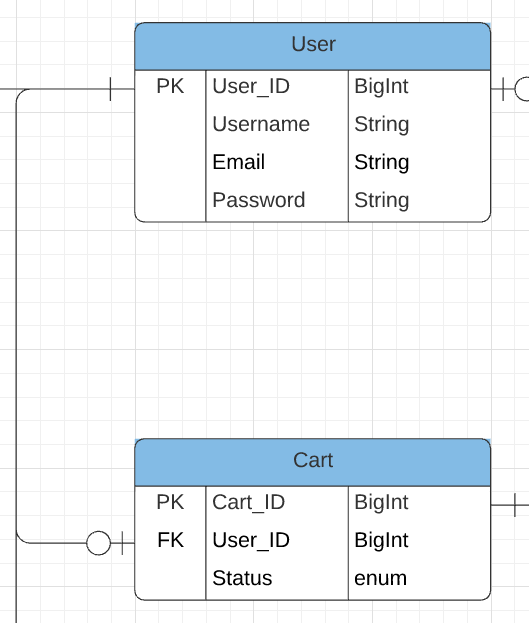 User
PK User_ID BigInt
Username String
Email String
Password String
Cart
PK Cart_ID BigInt
FK User_ID BigInt
Status enum